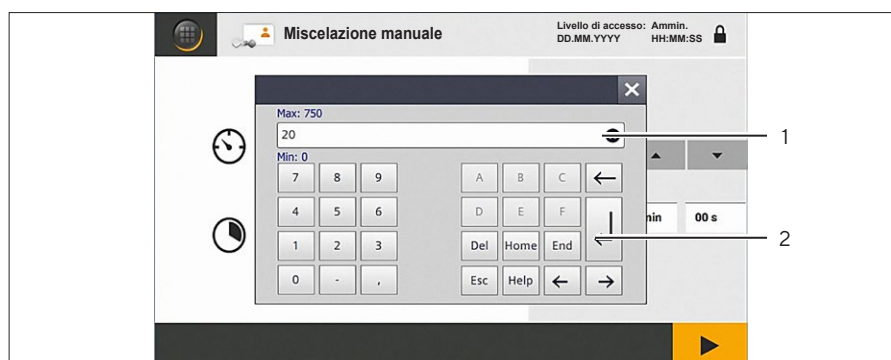 Miscelazione manuale
Livello di accesso: Ammin.
DD.MM.YYYY HH:MM:SS
Max: 750
20
1
Min: 0
7 8 9 A B C ←
4 5 6 D E F
min 00 s
1 2 3 Del Home End
2
0 - , Esc Help ← →